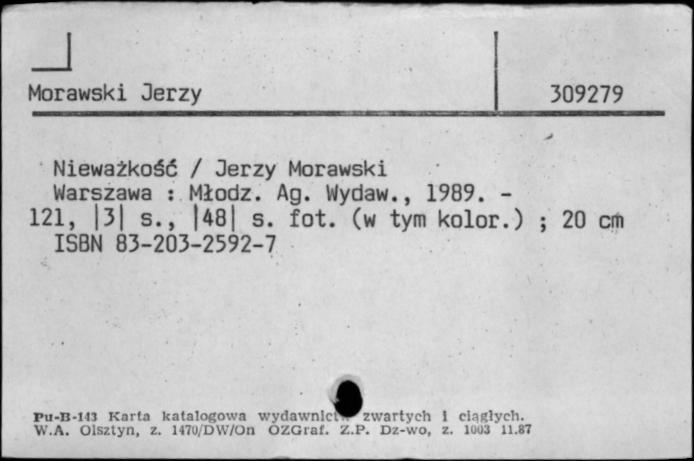 Morawski Jerzy 309279
Nieważkość / Jerzy Morawski
Warszawa : Młodz. Ag. Wydaw., 1989. -
121, |3| s., |48| s. fot. (w tym kolor.) ; 20 cm
ISBN 83-203-2592-7
Pu-B-143 Karta katalogowa wydawnictw zwartych i ciągłych.
W.A. Olsztyn, z. 1470/DW/On OZGraf. Z.P. Dz-wo, z. 1003 11.87